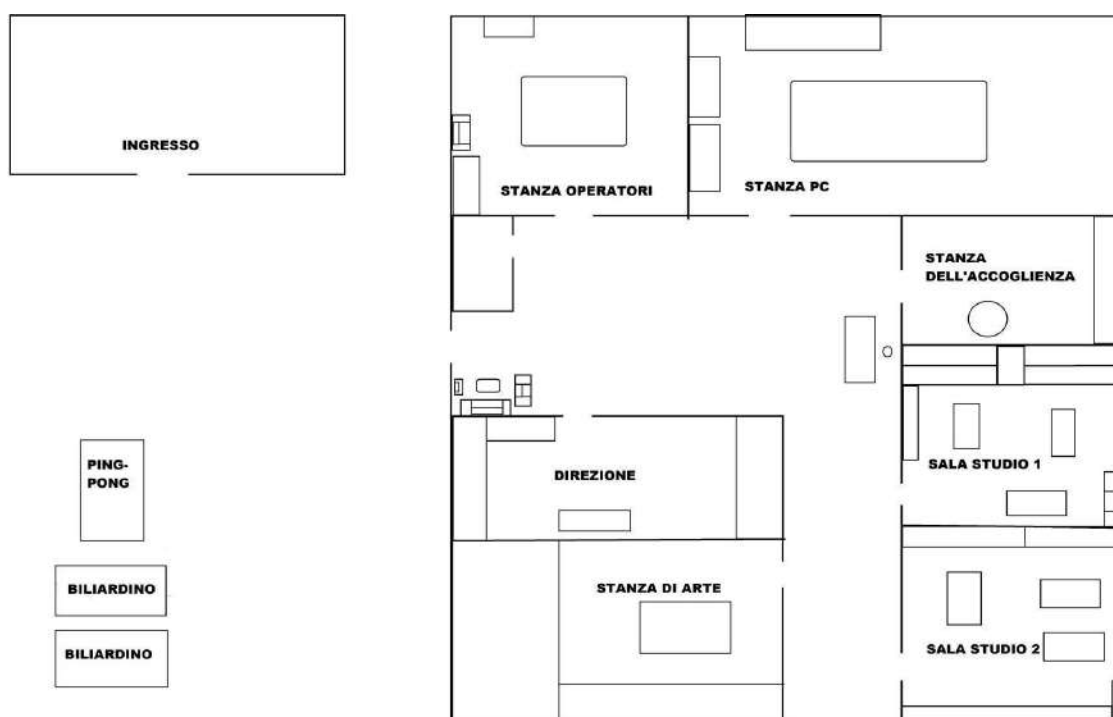 INGRESSO
STANZA OPERATORI
STANZA PC
STANZA
DELL'ACCOGLIENZA
PING-
PONG
DIREZIONE
SALA STUDIO 1
BILIARDINO
STANZA DI ARTE
BILIARDINO
SALA STUDIO 2